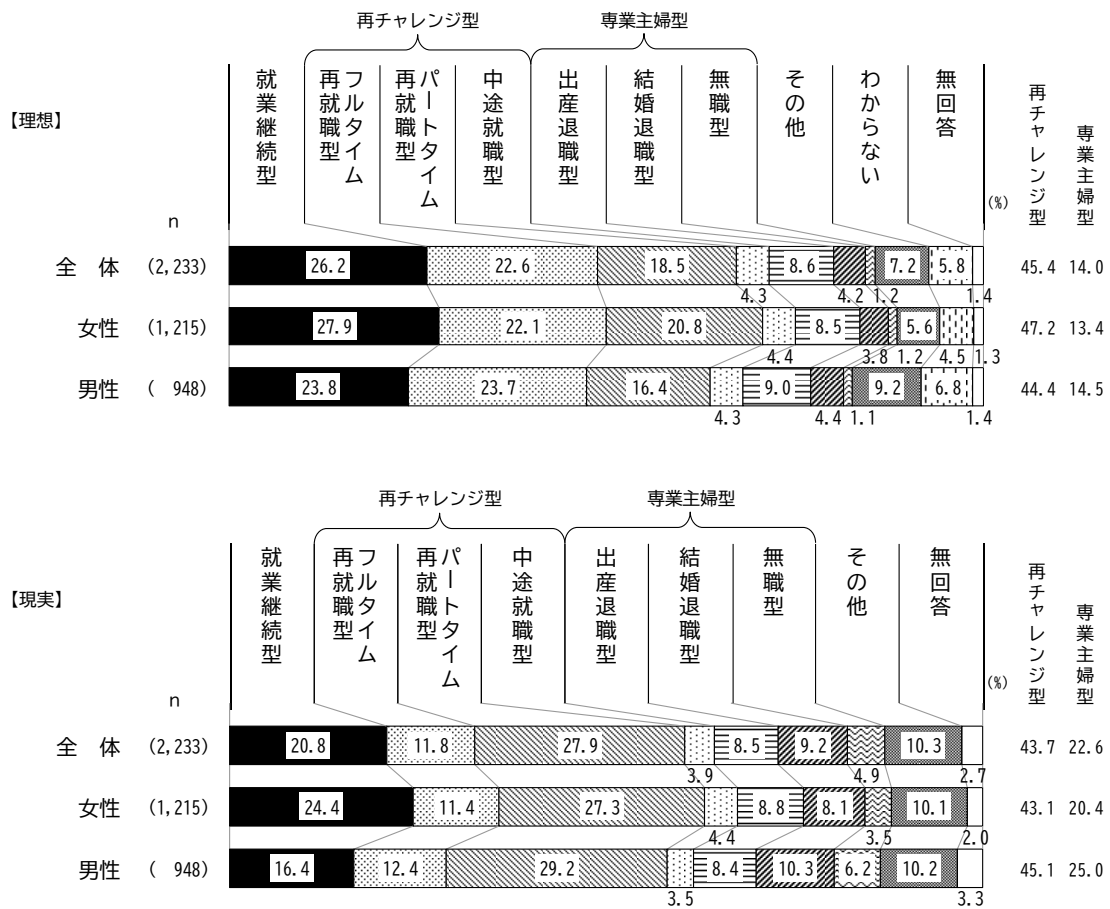 再チャレンジ型 専業主婦型
【理想】
就業継続型
フルタイム
再就職型
パートタイム
再就職型
中途就職型
出産退職型
結婚退職型
無職型
その他
わからない
無回答
(%)
再チャレンジ型
専業主婦型
n
全 体 (2,233) 26.2 22.6 18.5 8.6 7.2 5.8 45.4 14.0
4.3 4.2 1.2 1.4
女性 (1,215) 27.9 22.1 20.8 8.5 5.6 47.2 13.4
4.4 3.8 1.2 4.5 1.3
男性 ( 948) 23.8 23.7 16.4 9.0 9.2 6.8 44.4 14.5
4.3 4.4 1.1 1.4
再チャレンジ型 専業主婦型
【現実】
就業継続型
フルタイム
再就職型
パートタイム
再就職型
中途就職型
出産退職型
結婚退職型
無職型
その他
無回答
(%)
再チャレンジ型
専業主婦型
n
全 体 (2,233) 20.8 11.8 27.9 8.5 9.2 10.3 43.7 22.6
3.9 4.9 2.7
女性 (1,215) 24.4 11.4 27.3 8.8 8.1 10.1 43.1 20.4
4.4 3.5 2.0
男性 ( 948) 16.4 12.4 29.2 8.4 10.3 6.2 10.2 45.1 25.0
3.5 3.3